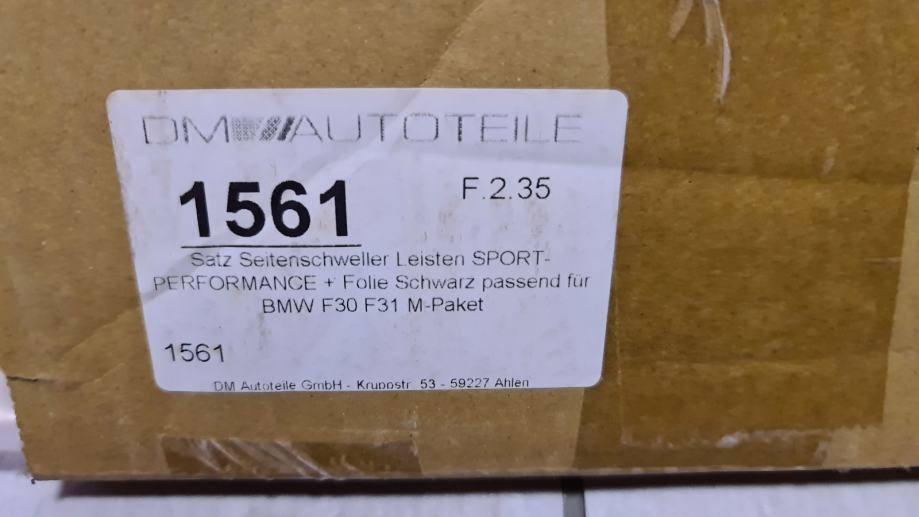 DM AUTOTEILE
1561
F.2.35
Satz Seitenschweller Leisten SPORT-
PERFORMANCE + Folie Schwarz passend für
BMW F30 F31 M-Paket
1561
DM Autoteile GmbH - Kruppstr. 53 - 59227 Ahlen